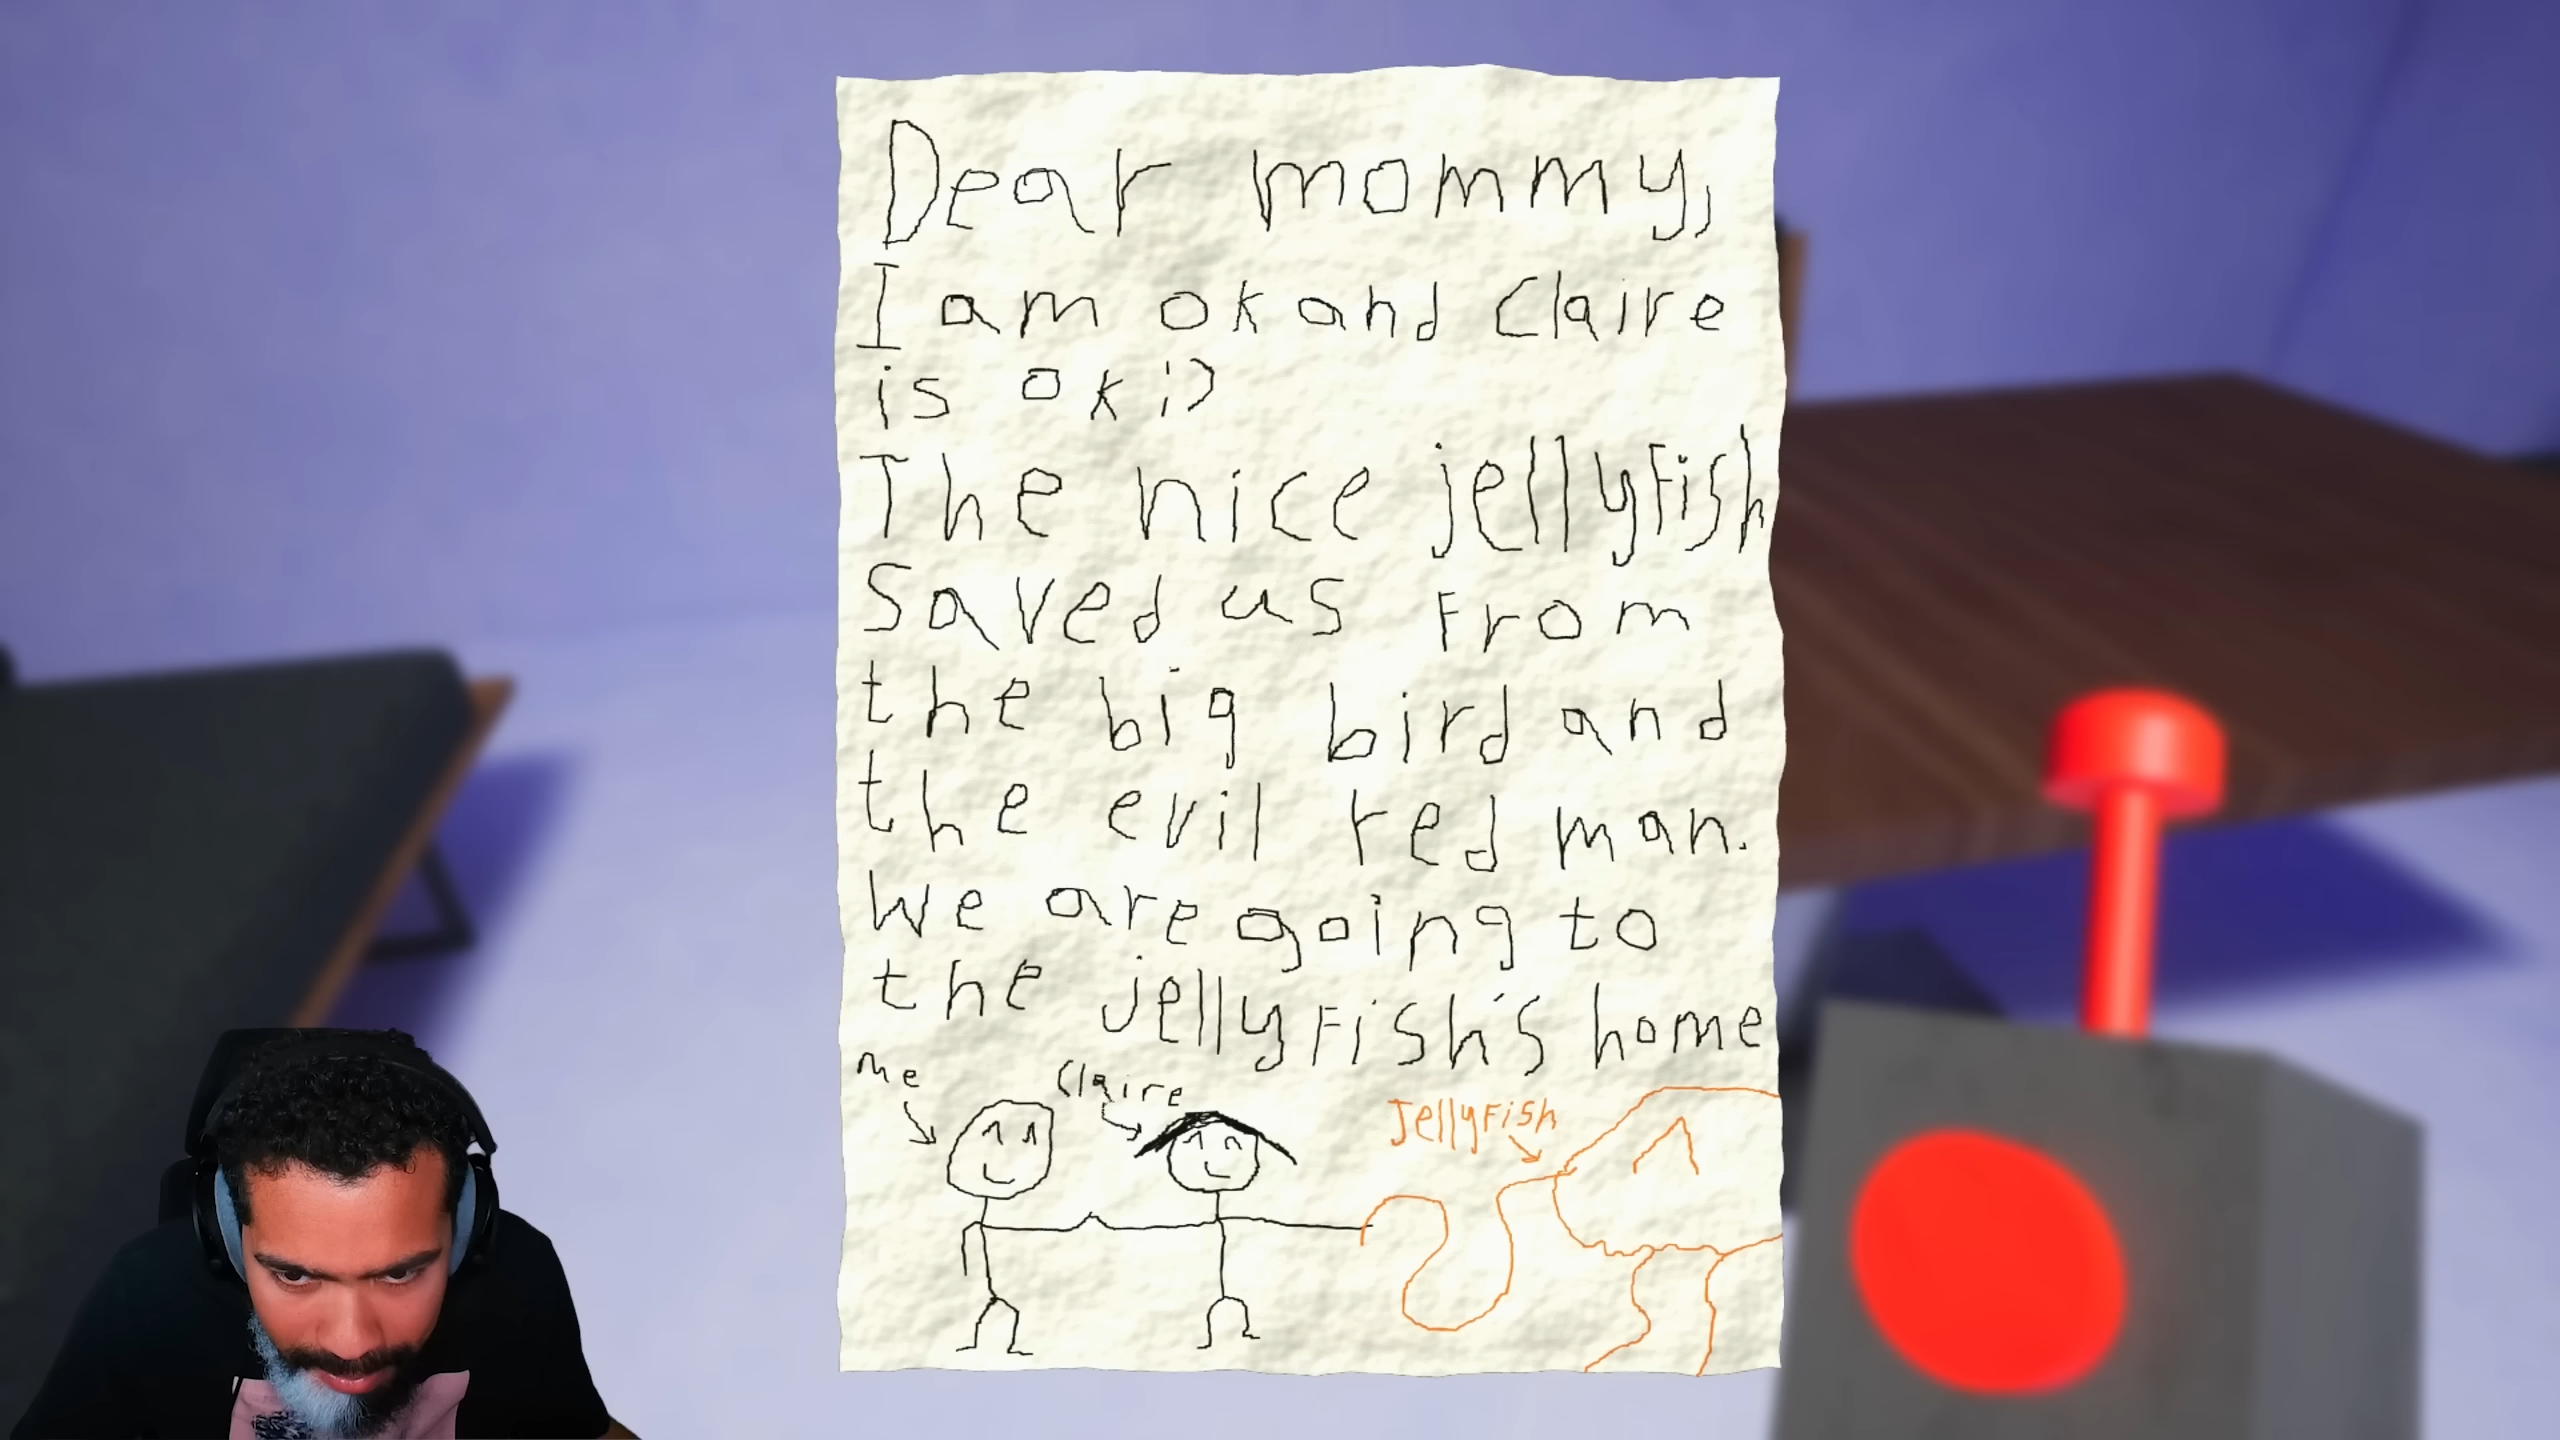 Dear mommy,
I am ok and Claire
is ok :)
The nice jellyfish
saved us from
the big bird and
the evil red man.
We are going to
the jellyfish's home
me
Claire
Jellyfish